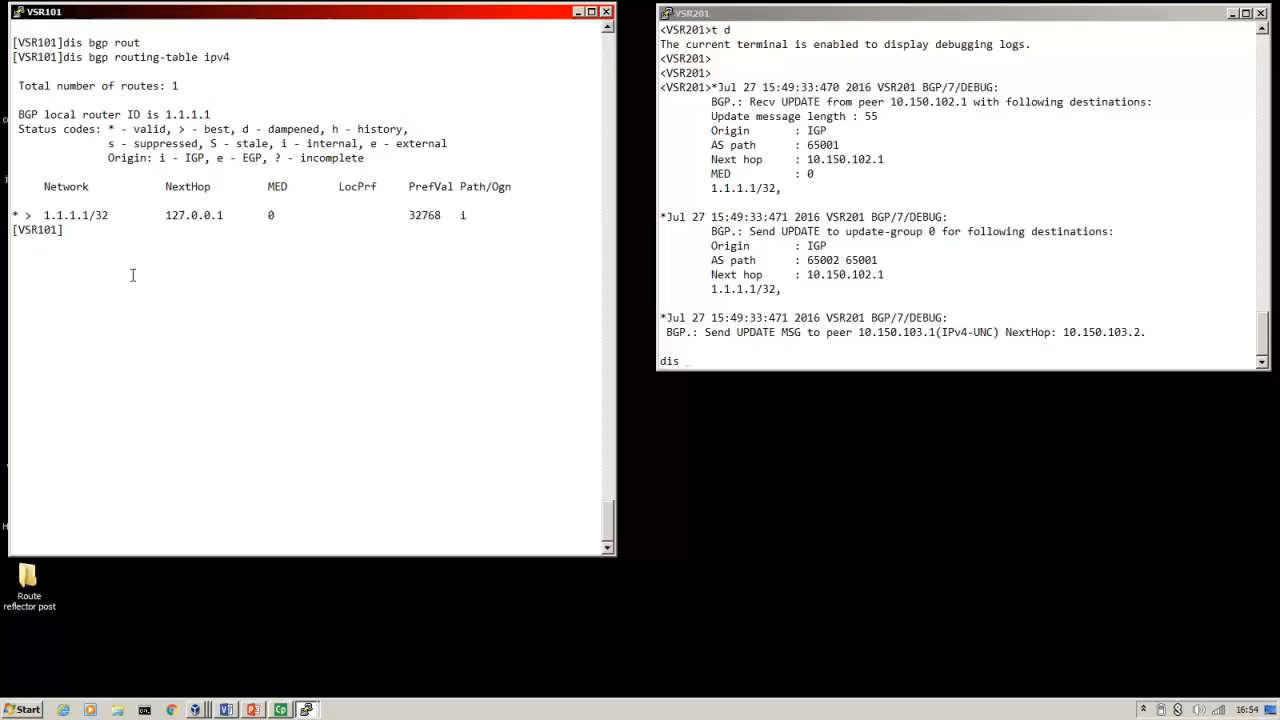 VSR101
[VSR101]dis bgp rout
[VSR101]dis bgp routing-table ipv4
Total number of routes: 1
BGP local router ID is 1.1.1.1
Status codes: * - valid, > - best, d - dampened, h - history,
s - suppressed, S - stale, i - internal, e - external
Origin: i - IGP, e - EGP, ? - incomplete
Network NextHop MED LocPrf PrefVal Path/Ogn
* > 1.1.1.1/32 127.0.0.1 0 32768 i
[VSR101]
VSR201
<VSR201>t d
The current terminal is enabled to display debugging logs.
<VSR201>
<VSR201>
<VSR201>*Jul 27 15:49:33:470 2016 VSR201 BGP/7/DEBUG:
BGP.: Recv UPDATE from peer 10.150.102.1 with following destinations:
Update message length : 55
Origin : IGP
AS path : 65001
Next hop : 10.150.102.1
MED : 0
1.1.1.1/32,
*Jul 27 15:49:33:471 2016 VSR201 BGP/7/DEBUG:
BGP.: Send UPDATE to update-group 0 for following destinations:
Origin : IGP
AS path : 65002 65001
Next hop : 10.150.102.1
1.1.1.1/32,
*Jul 27 15:49:33:471 2016 VSR201 BGP/7/DEBUG:
BGP.: Send UPDATE MSG to peer 10.150.103.1(IPv4-UNC) NextHop: 10.150.103.2.
dis _
Route
reflector post
Start
16:54